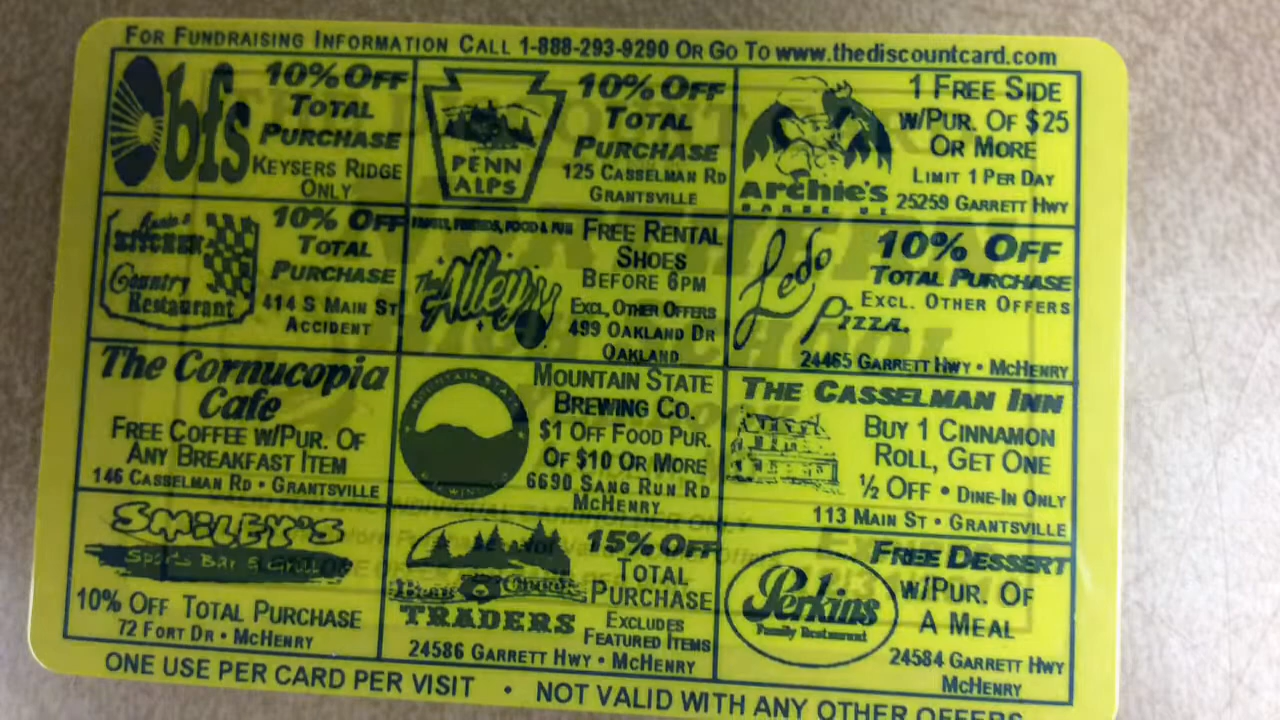 FOR FUNDRAISING INFORMATION CALL 1-888-293-9290 OR GO TO www.thediscountcard.com
bfs
10% OFF
TOTAL
PURCHASE
KEYSERS RIDGE
ONLY
PENN
ALPS
10% OFF
TOTAL
PURCHASE
125 CASSELMAN RD
GRANTSVILLE
Archie's
1 FREE SIDE
W/PUR. OF $25
OR MORE
LIMIT 1 PER DAY
25259 GARRETT HWY
KITCHEN
Country
Restaurant
10% OFF
TOTAL
PURCHASE
414 S MAIN ST
ACCIDENT
FAMILY, FRIENDS, FOOD & FUN
The Alley
FREE RENTAL
SHOES
BEFORE 6PM
EXCL. OTHER OFFERS
499 OAKLAND DR
OAKLAND
Ledo
Pizza.
10% OFF
TOTAL PURCHASE
EXCL. OTHER OFFERS
24465 GARRETT HWY • MCHENRY
The Cornucopia
Cafe
FREE COFFEE W/PUR. OF
ANY BREAKFAST ITEM
146 CASSELMAN RD • GRANTSVILLE
MOUNTAIN STATE
BREWING CO.
$1 OFF FOOD PUR.
OF $10 OR MORE
6690 SANG RUN RD
MCHENRY
THE CASSELMAN INN
BUY 1 CINNAMON
ROLL, GET ONE
½ OFF • DINE-IN ONLY
113 MAIN ST • GRANTSVILLE
SMILEY'S
Sports Bar & Grill
10% OFF TOTAL PURCHASE
72 FORT DR • MCHENRY
TRADERS
15% OFF
TOTAL
PURCHASE
EXCLUDES
FEATURED ITEMS
24586 GARRETT HWY • MCHENRY
Perkins
Family Restaurant
FREE DESSERT
W/PUR. OF
A MEAL
24584 GARRETT HWY
MCHENRY
ONE USE PER CARD PER VISIT • NOT VALID WITH ANY OTHER OFFERS